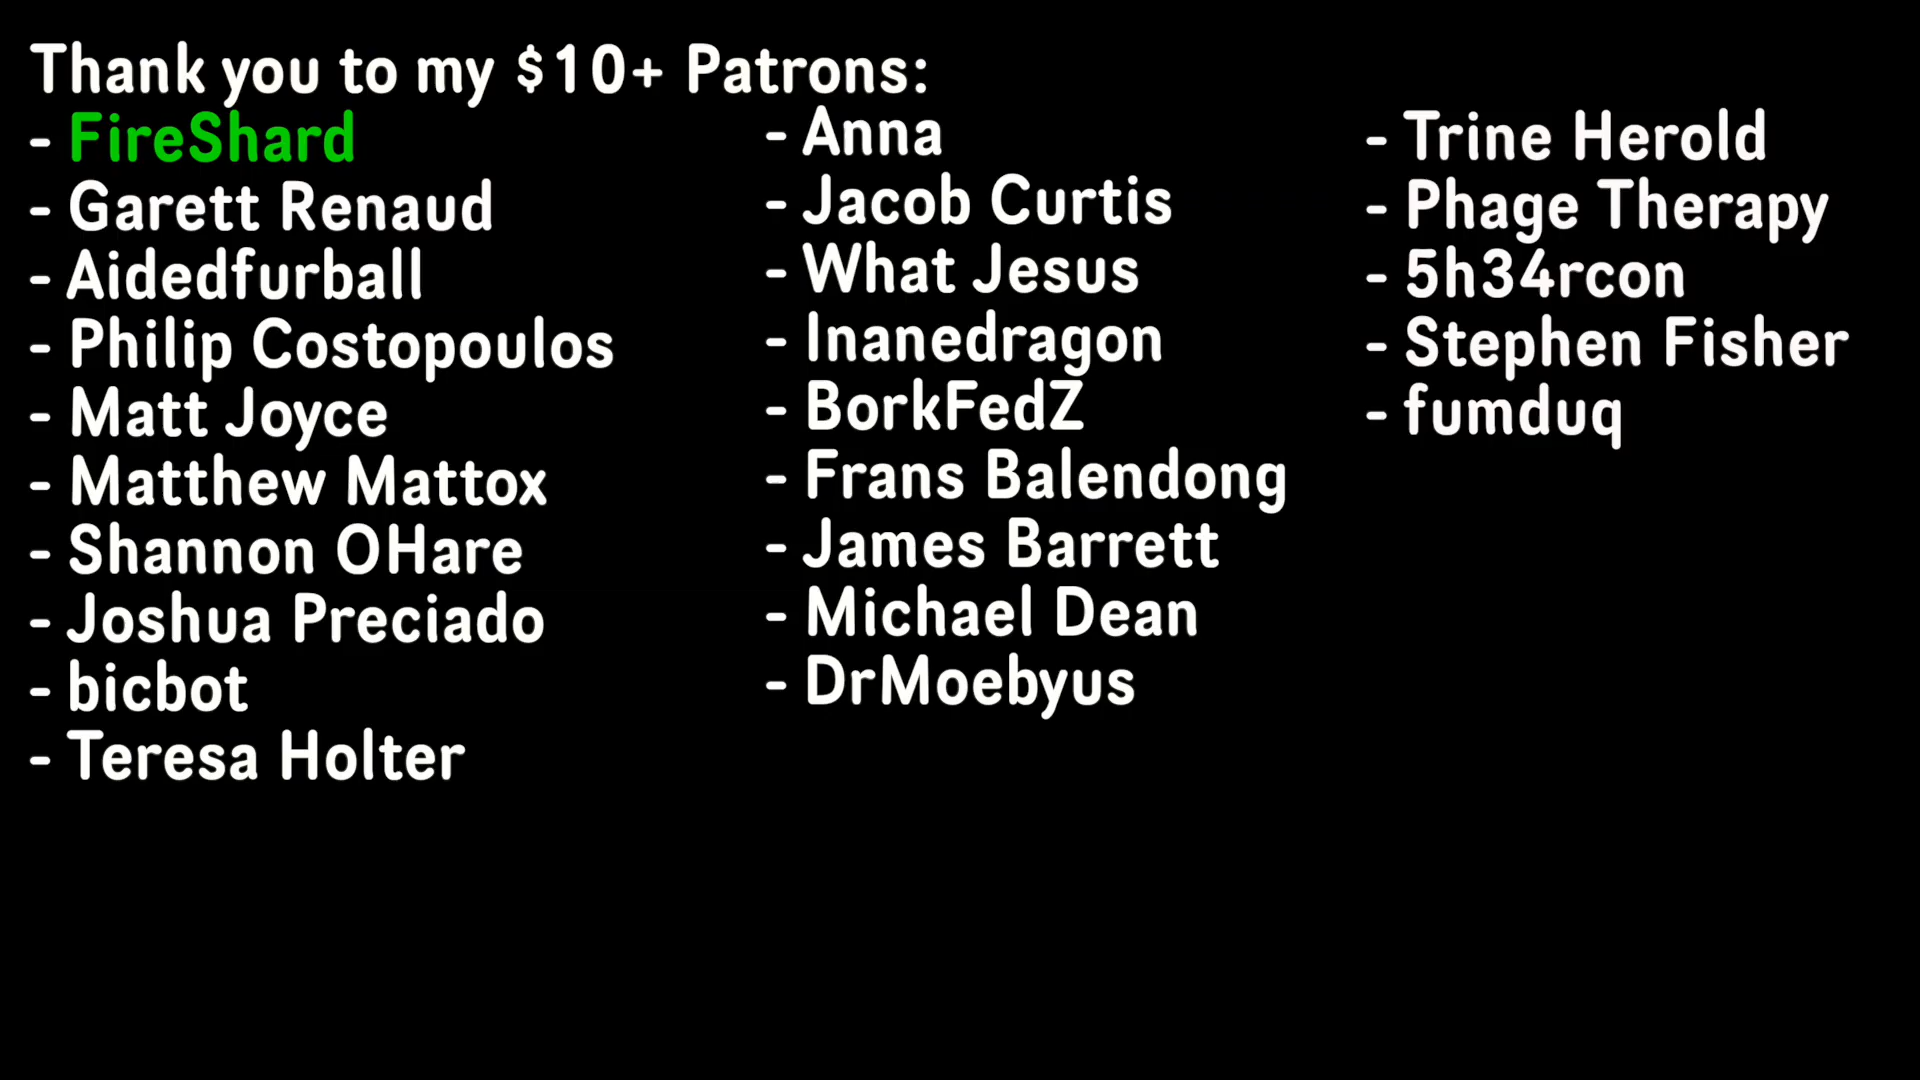 Thank you to my $10+ Patrons:
- FireShard
- Garett Renaud
- Aidedfurball
- Philip Costopoulos
- Matt Joyce
- Matthew Mattox
- Shannon OHare
- Joshua Preciado
- bicbot
- Teresa Holter
- Anna
- Jacob Curtis
- What Jesus
- Inanedragon
- BorkFedZ
- Frans Balendong
- James Barrett
- Michael Dean
- DrMoebyus
- Trine Herold
- Phage Therapy
- 5h34rcon
- Stephen Fisher
- fumduq